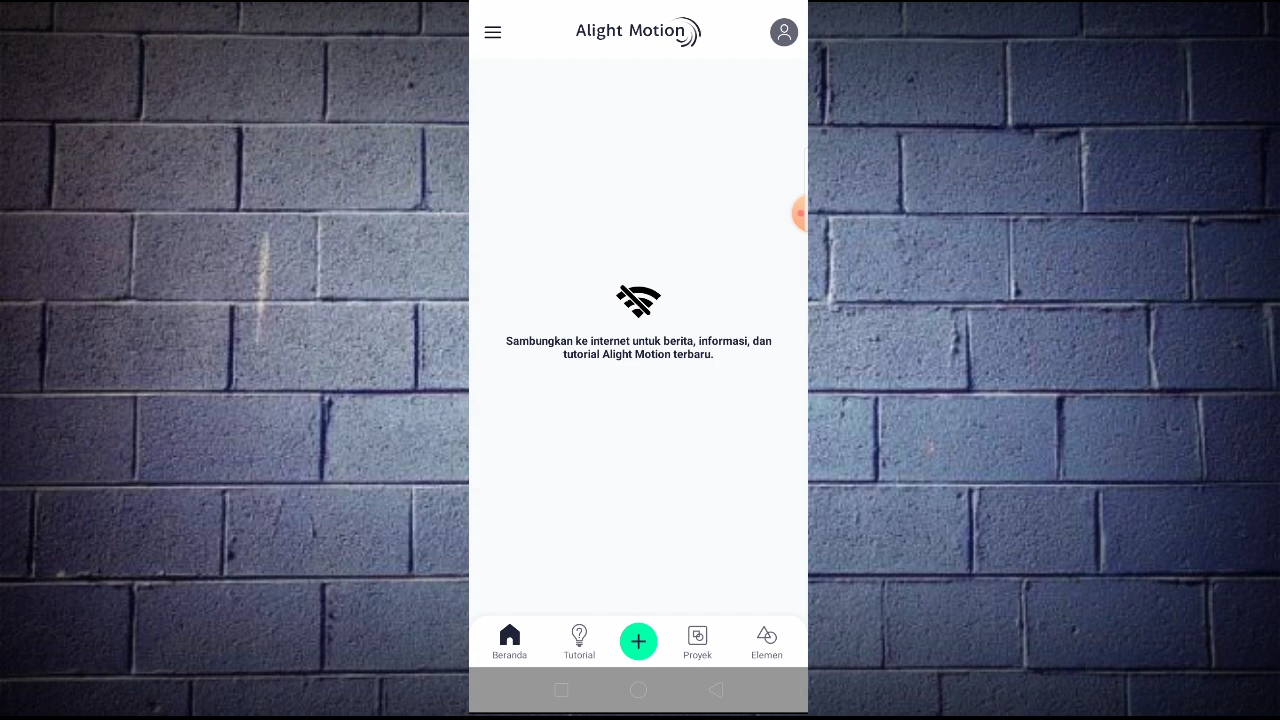 Alight Motion
Sambungkan ke internet untuk berita, informasi, dan
tutorial Alight Motion terbaru.
Beranda
Tutorial
Proyek
Elemen